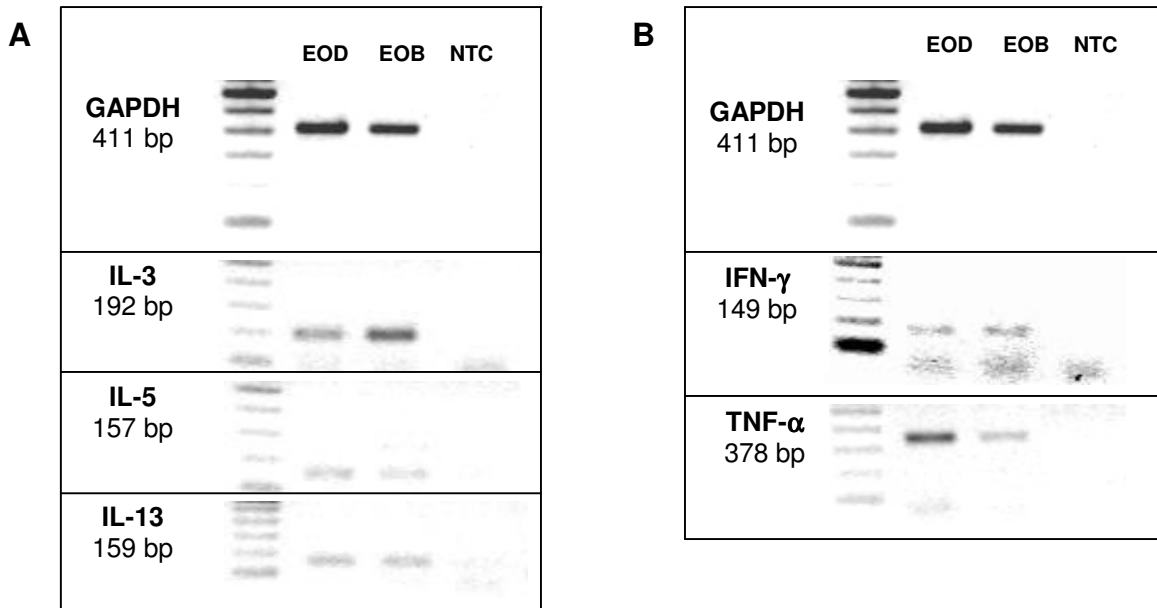 A
EOD EOB NTC
GAPDH
411 bp
IL-3
192 bp
IL-5
157 bp
IL-13
159 bp
B
EOD EOB NTC
GAPDH
411 bp
IFN-γ
149 bp
TNF-α
378 bp